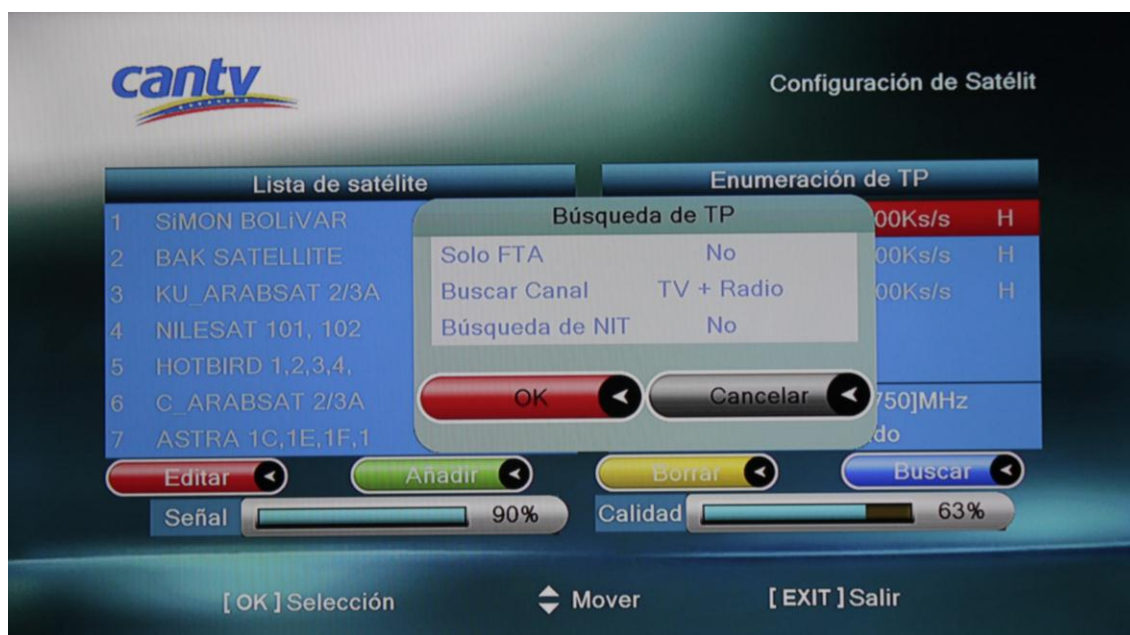 cantv
Configuración de Satélit
Lista de satélite
Enumeración de TP
1 SiMON BOLiVAR
2 BAK SATELLITE
3 KU_ARABSAT 2/3A
4 NILESAT 101, 102
5 HOTBIRD 1,2,3,4,
6 C_ARABSAT 2/3A
7 ASTRA 1C,1E,1F,1
Búsqueda de TP
Solo FTA No
Buscar Canal TV + Radio
Búsqueda de NIT No
OK Cancelar
00Ks/s H
00Ks/s H
00Ks/s H
750]MHz
do
Editar Añadir Borrar Buscar
Señal 90% Calidad 63%
[ OK ] Selección Mover [ EXIT ] Salir